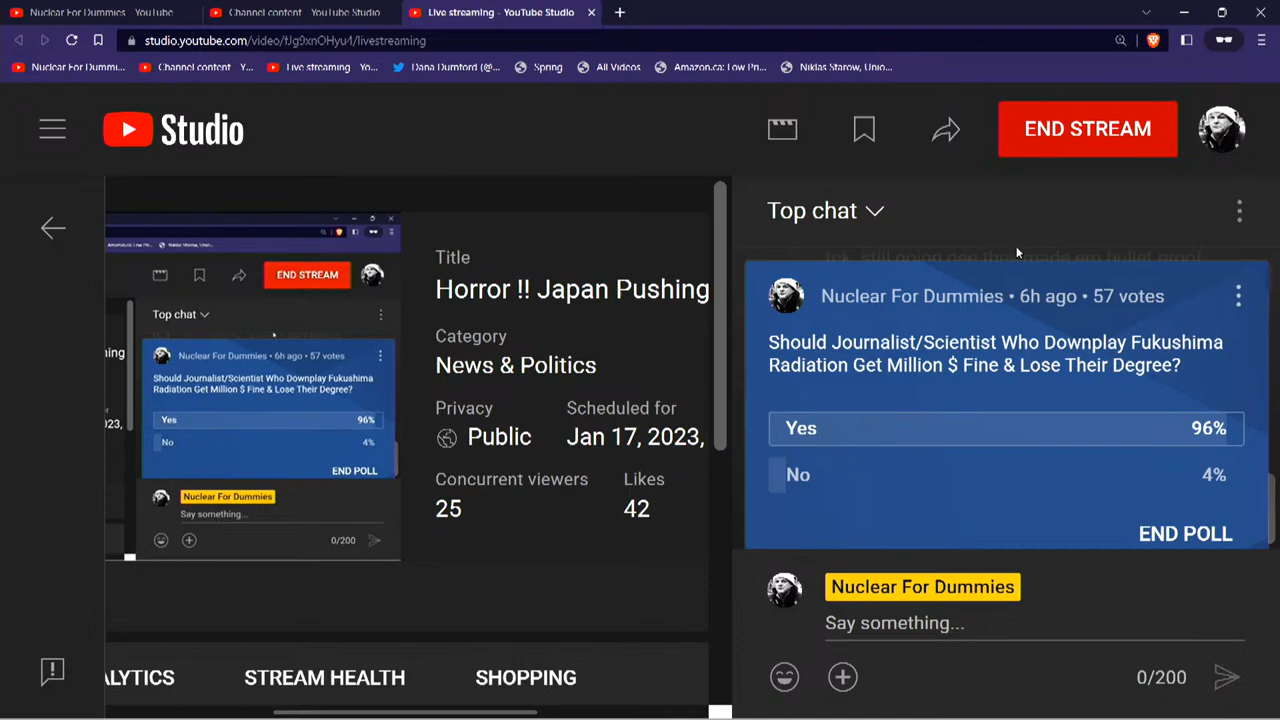 Nuclear For Dummies YouTube
Channel content YouTube Studio
Live streaming - YouTube Studio
studio.youtube.com/video/fJg9xnOHyu4/livestreaming
Nuclear For Dummi...
Channel content Y...
Live streaming Yo...
Dana Durnford (@...
Spring
All Videos
Amazon.ca: Low Pri...
Niklas Starow, Unio...
Studio
END STREAM
Top chat
Title
Horror !! Japan Pushing
Category
News & Politics
Privacy
Public
Scheduled for
Jan 17, 2023,
Concurrent viewers
25
Likes
42
END STREAM
Top chat
Nuclear For Dummies • 6h ago • 57 votes
Should Journalist/Scientist Who Downplay Fukushima
Radiation Get Million $ Fine & Lose Their Degree?
Yes 96%
No 4%
END POLL
Nuclear For Dummies
Say something...
0/200
Nuclear For Dummies • 6h ago • 57 votes
Should Journalist/Scientist Who Downplay Fukushima
Radiation Get Million $ Fine & Lose Their Degree?
Yes 96%
No 4%
END POLL
Nuclear For Dummies
Say something...
0/200
ALYTICS
STREAM HEALTH
SHOPPING